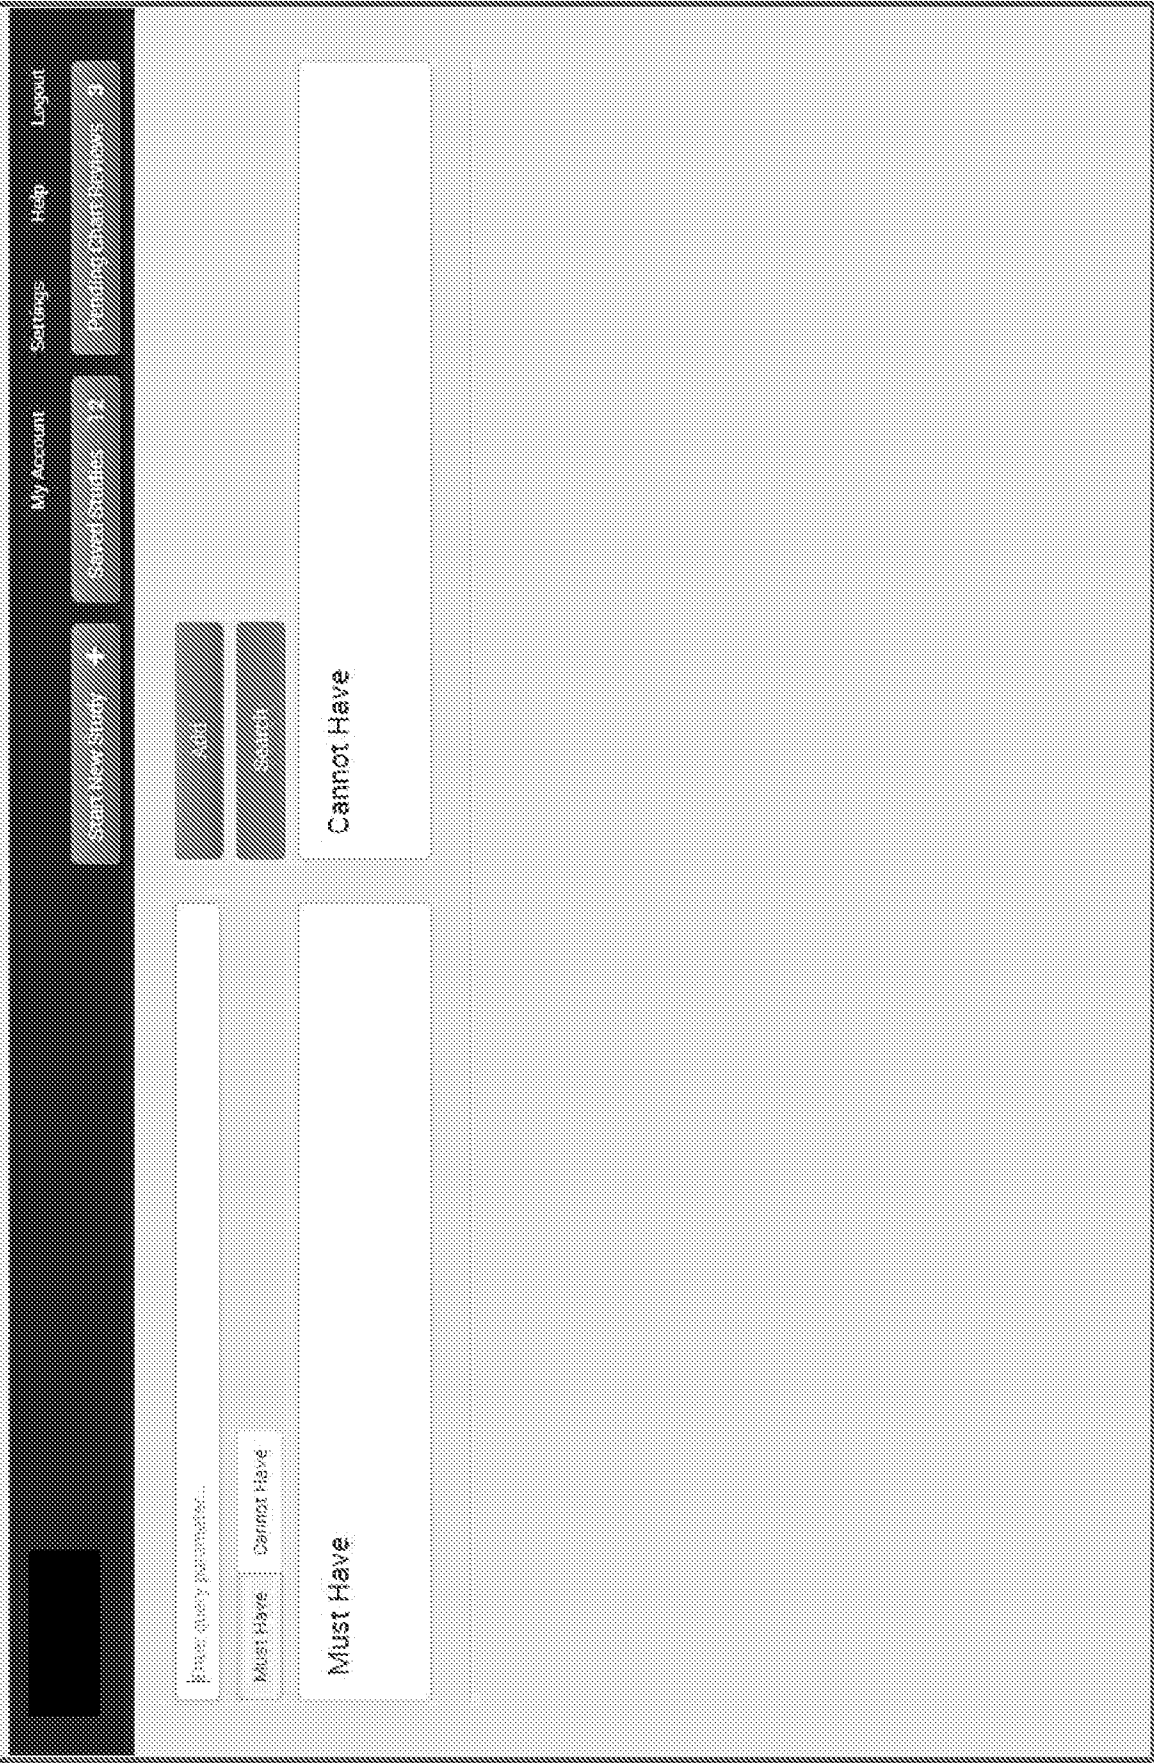 My Account Settings Help Logout
Start New Study + Saved Studies 12 Pending Chart Reviews 3
Enter query parameter... Add
Must Have Cannot Have Search
Must Have Cannot Have